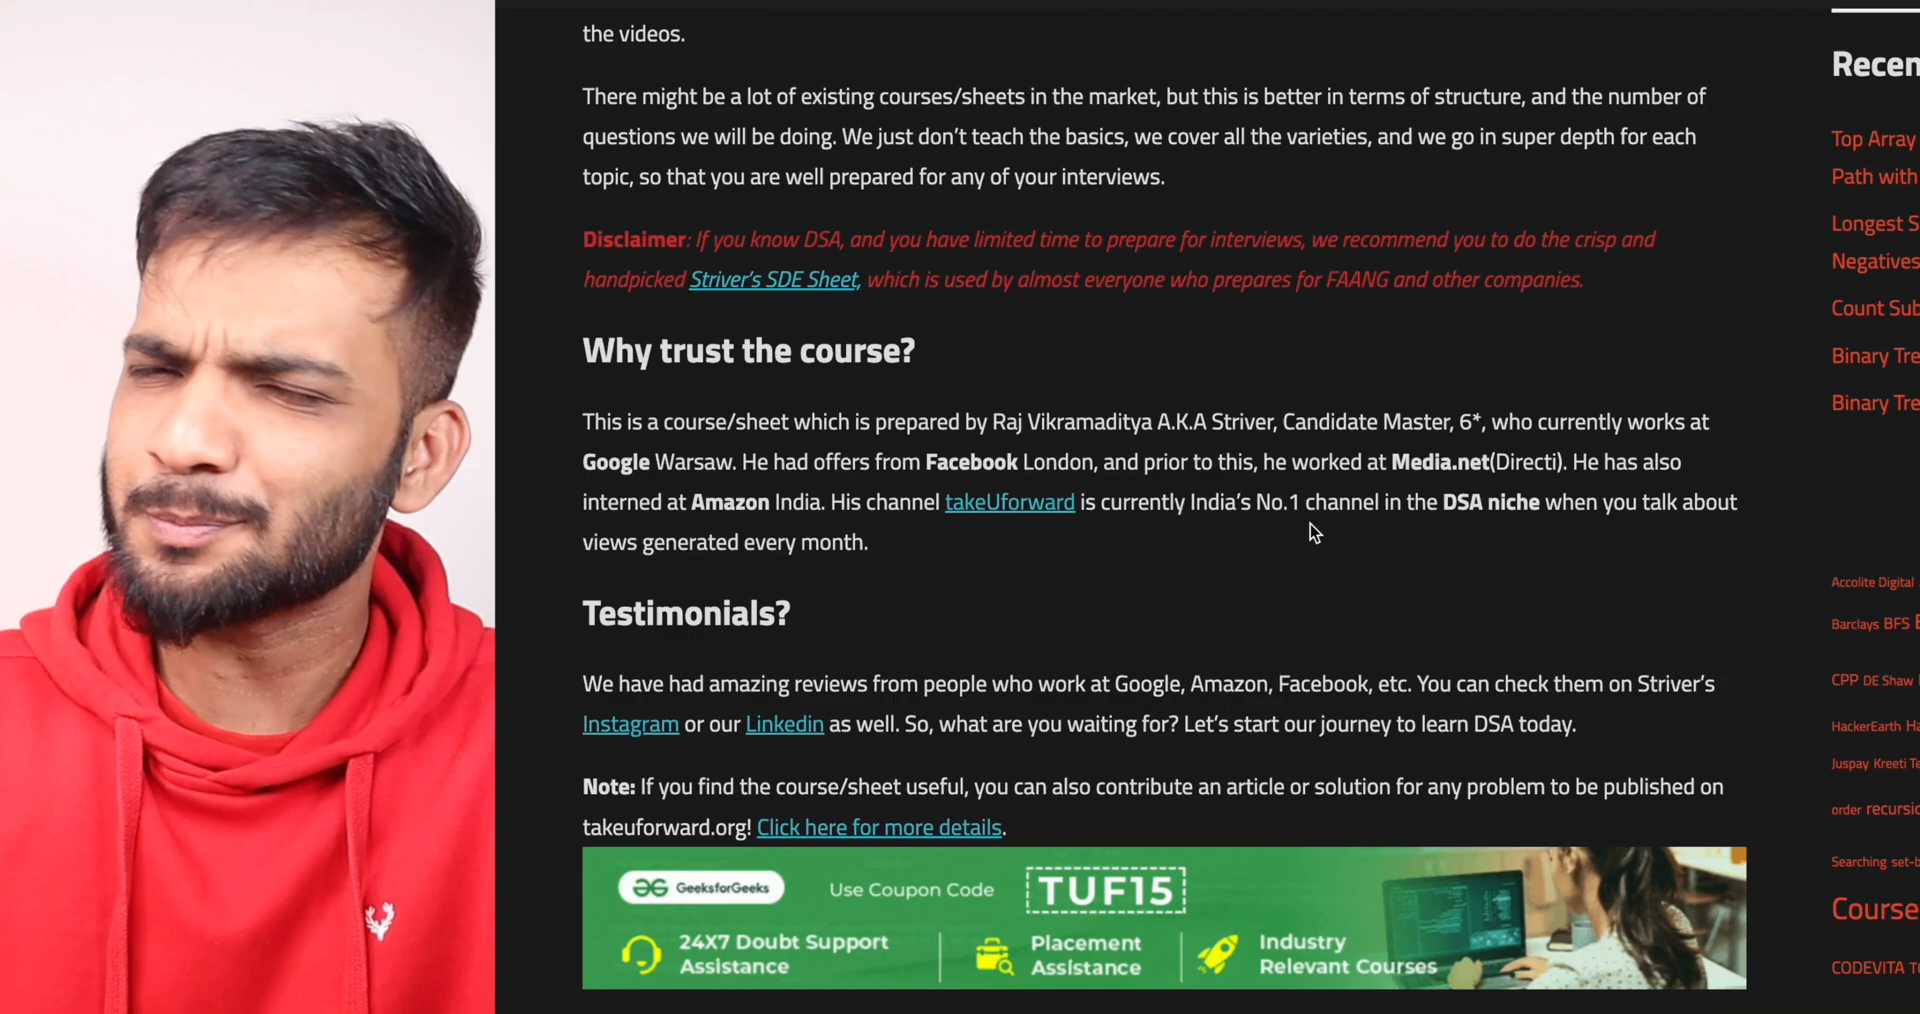 the videos.
There might be a lot of existing courses/sheets in the market, but this is better in terms of structure, and the number of
questions we will be doing. We just don't teach the basics, we cover all the varieties, and we go in super depth for each
topic, so that you are well prepared for any of your interviews.
Disclaimer: If you know DSA, and you have limited time to prepare for interviews, we recommend you to do the crisp and
handpicked Striver's SDE Sheet, which is used by almost everyone who prepares for FAANG and other companies.
Why trust the course?
This is a course/sheet which is prepared by Raj Vikramaditya A.K.A Striver, Candidate Master, 6*, who currently works at
Google Warsaw. He had offers from Facebook London, and prior to this, he worked at Media.net(Directi). He has also
interned at Amazon India. His channel takeUforward is currently India's No.1 channel in the DSA niche when you talk about
views generated every month.
Testimonials?
We have had amazing reviews from people who work at Google, Amazon, Facebook, etc. You can check them on Striver's
Instagram or our Linkedin as well. So, what are you waiting for? Let's start our journey to learn DSA today.
Note: If you find the course/sheet useful, you can also contribute an article or solution for any problem to be published on
takeuforward.org! Click here for more details.
GeeksforGeeks Use Coupon Code TUF15
24X7 Doubt Support
Assistance
Placement
Assistance
Industry
Relevant Courses
Recen
Top Array
Path with
Longest S
Negatives
Count Sub
Binary Tre
Binary Tre
Accolite Digital
Barclays BFS
CPP DE Shaw
HackerEarth Ha
Juspay Kreeti Te
order recursio
Searching set-b
Course
CODEVITA